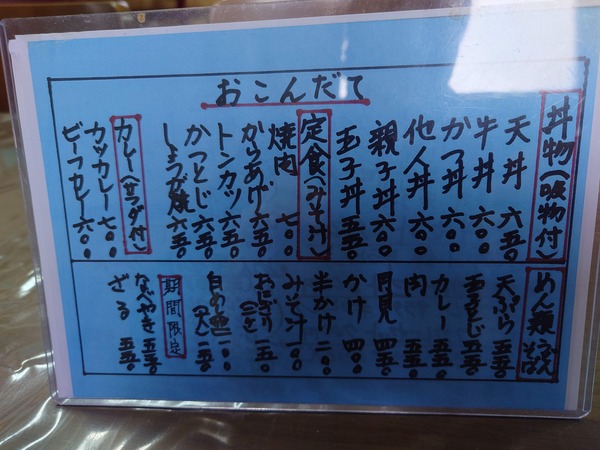 おこんだて
丼物(吸物付)
天丼 六五〇
牛丼 六〇〇
かつ丼 六〇〇
他人丼 六〇〇
親子丼 六〇〇
玉子丼 五五〇
定食(みそ汁)
焼肉 七〇〇
からあげ 六五〇
トンカツ 六五〇
かつとじ 六五〇
しょうが焼 六五〇
カレー(サラダ付)
カツカレー 七〇〇
ビーフカレー 六〇〇
めん類 うどん そば
天ぷら 五五〇
玉子とじ 五五〇
カレー 五五〇
肉 五五〇
月見 四五〇
かけ 四〇〇
半かけ 二〇〇
みそ汁 一〇〇
おにぎり(二ケ) 一五〇
白めし
期間限定
なべやき 五五〇
ざる 五五〇